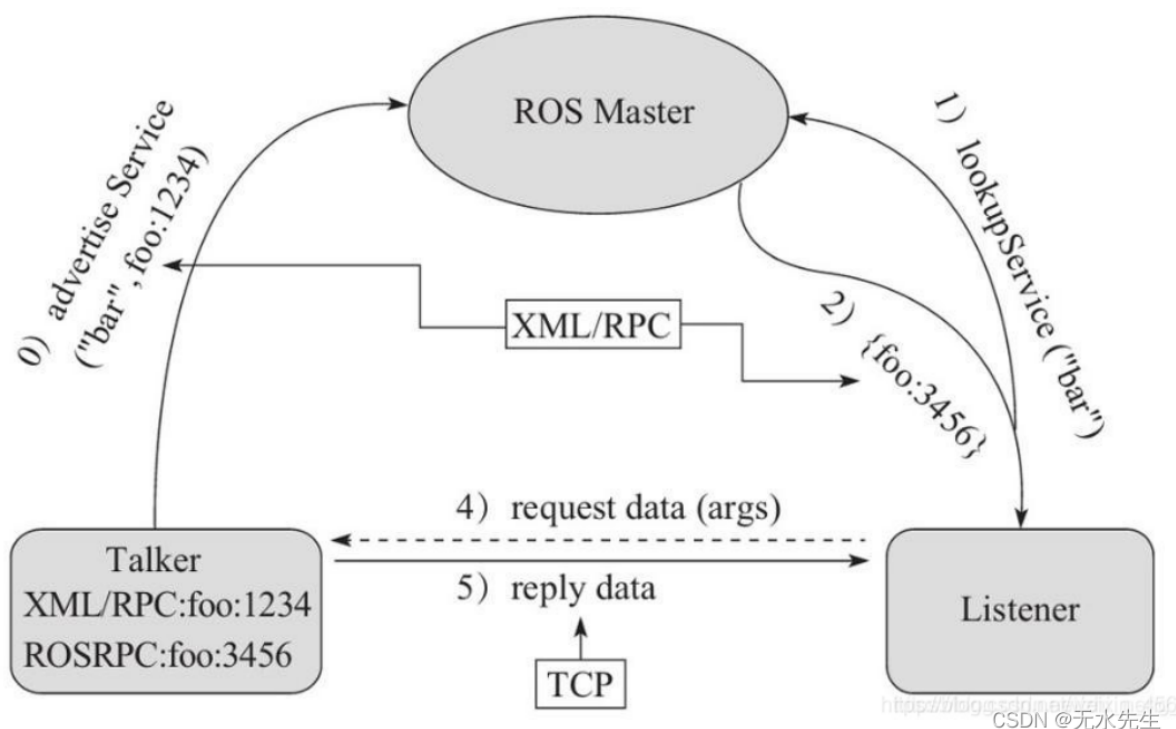 ROS Master
0) advertise Service
("bar",foo:1234)
1) lookupService ("bar")
XML/RPC
2) {foo:3456}
4) request data (args)
5) reply data
TCP
Talker
XML/RPC:foo:1234
ROSRPC:foo:3456
Listener
CSDN @无水先生